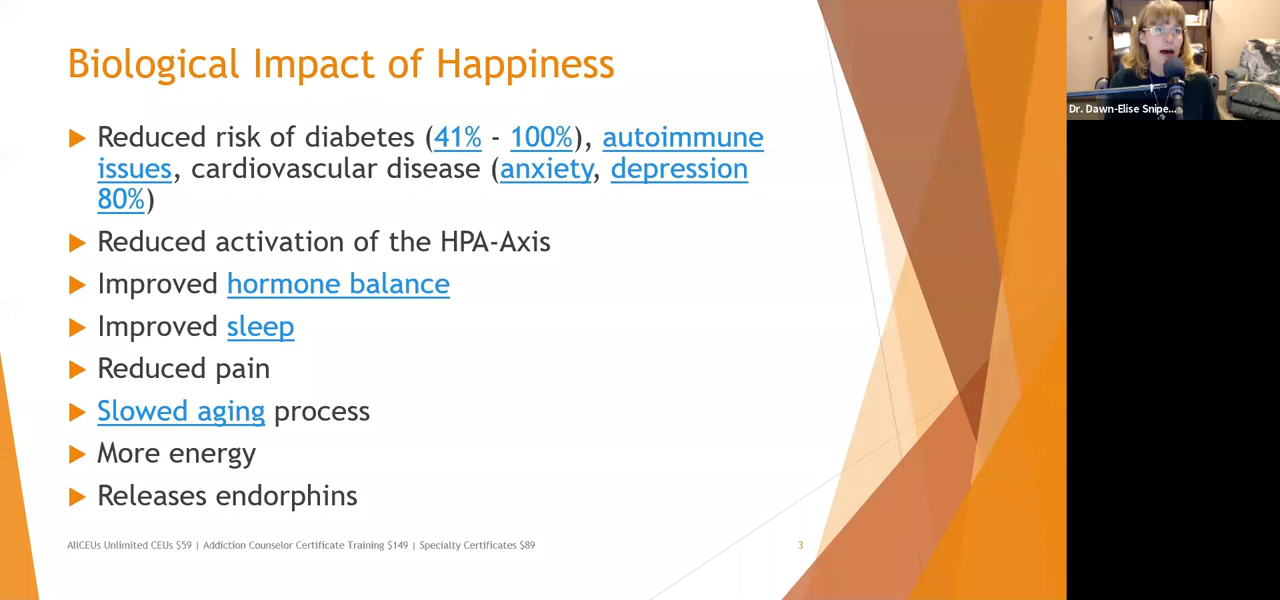 Biological Impact of Happiness
Reduced risk of diabetes (41% - 100%), autoimmune
issues, cardiovascular disease (anxiety, depression
80%)
Reduced activation of the HPA-Axis
Improved hormone balance
Improved sleep
Reduced pain
Slowed aging process
More energy
Releases endorphins
AllCEUs Unlimited CEUs $59 | Addiction Counselor Certificate Training $149 | Specialty Certificates $89
3
Dr. Dawn-Elise Snipe...